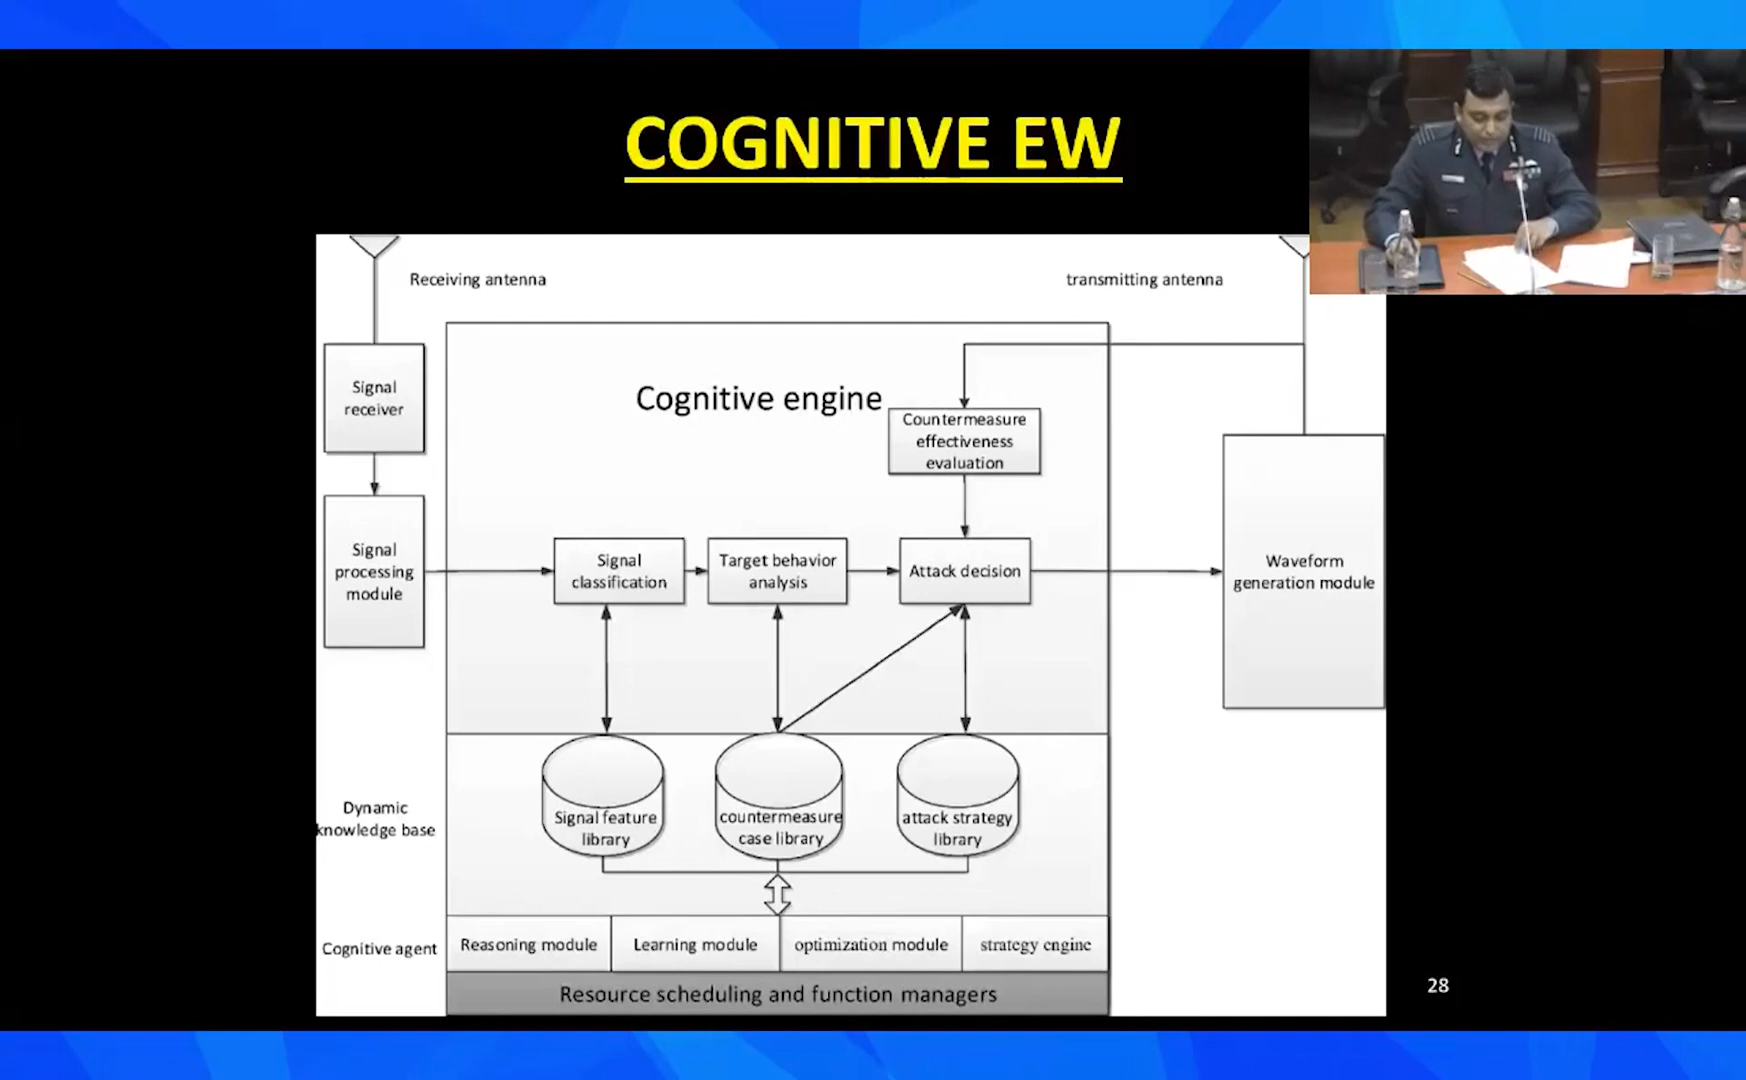 COGNITIVE EW
Receiving antenna
transmitting antenna
Signal
receiver
Cognitive engine
Countermeasure
effectiveness
evaluation
Signal
processing
module
Signal
classification
Target behavior
analysis
Attack decision
Waveform
generation module
Dynamic
knowledge base
Signal feature
library
countermeasure
case library
attack strategy
library
Cognitive agent
Reasoning module
Learning module
optimization module
strategy engine
Resource scheduling and function managers
28